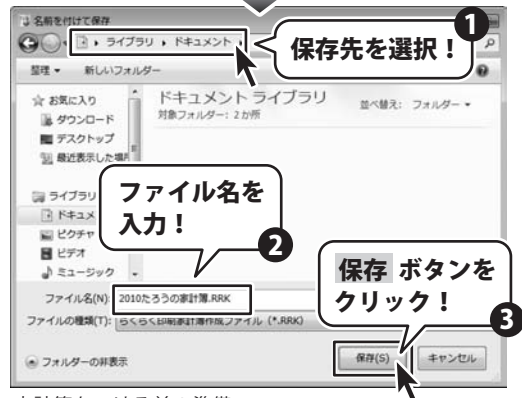 名前を付けて保存
1
ライブラリ ▸ ドキュメント ▸
保存先を選択！
整理 ▾ 新しいフォルダー
お気に入り
ダウンロード
デスクトップ
最近表示した場所
ドキュメント ライブラリ
対象フォルダー: 2 か所
並べ替え: フォルダー ▾
ライブラリ
ドキュメ
ピクチャ
ビデオ
ミュージック
ファイル名を
入力！
2
保存 ボタンを
クリック！
3
ファイル名(N): 2010たろうの家計簿.RRK
ファイルの種類(T): らくらく印刷家計簿作成ファイル (*.RRK)
フォルダーの非表示
保存(S)
キャンセル